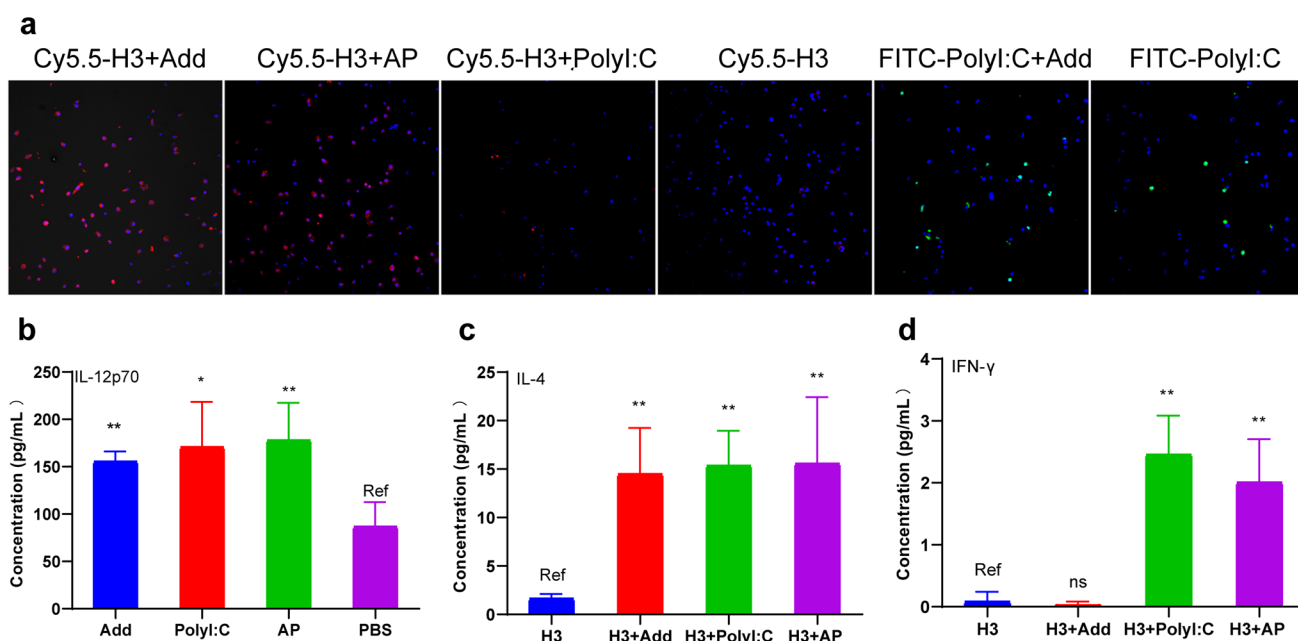 a
Cy5.5-H3+Add Cy5.5-H3+AP Cy5.5-H3+PolyI:C Cy5.5-H3 FITC-PolyI:C+Add FITC-PolyI:C
b
IL-12p70
Concentration (pg/mL )
250
200
150
100
50
0
**
*
**
Ref
Add PolyI:C AP PBS
c
IL-4
Concentration (pg/mL )
25
20
15
10
5
0
Ref
**
**
**
H3 H3+Add H3+PolyI:C H3+AP
d
IFN-γ
Concentration (pg/mL )
4
3
2
1
0
Ref
ns
**
**
H3 H3+Add H3+PolyI:C H3+AP